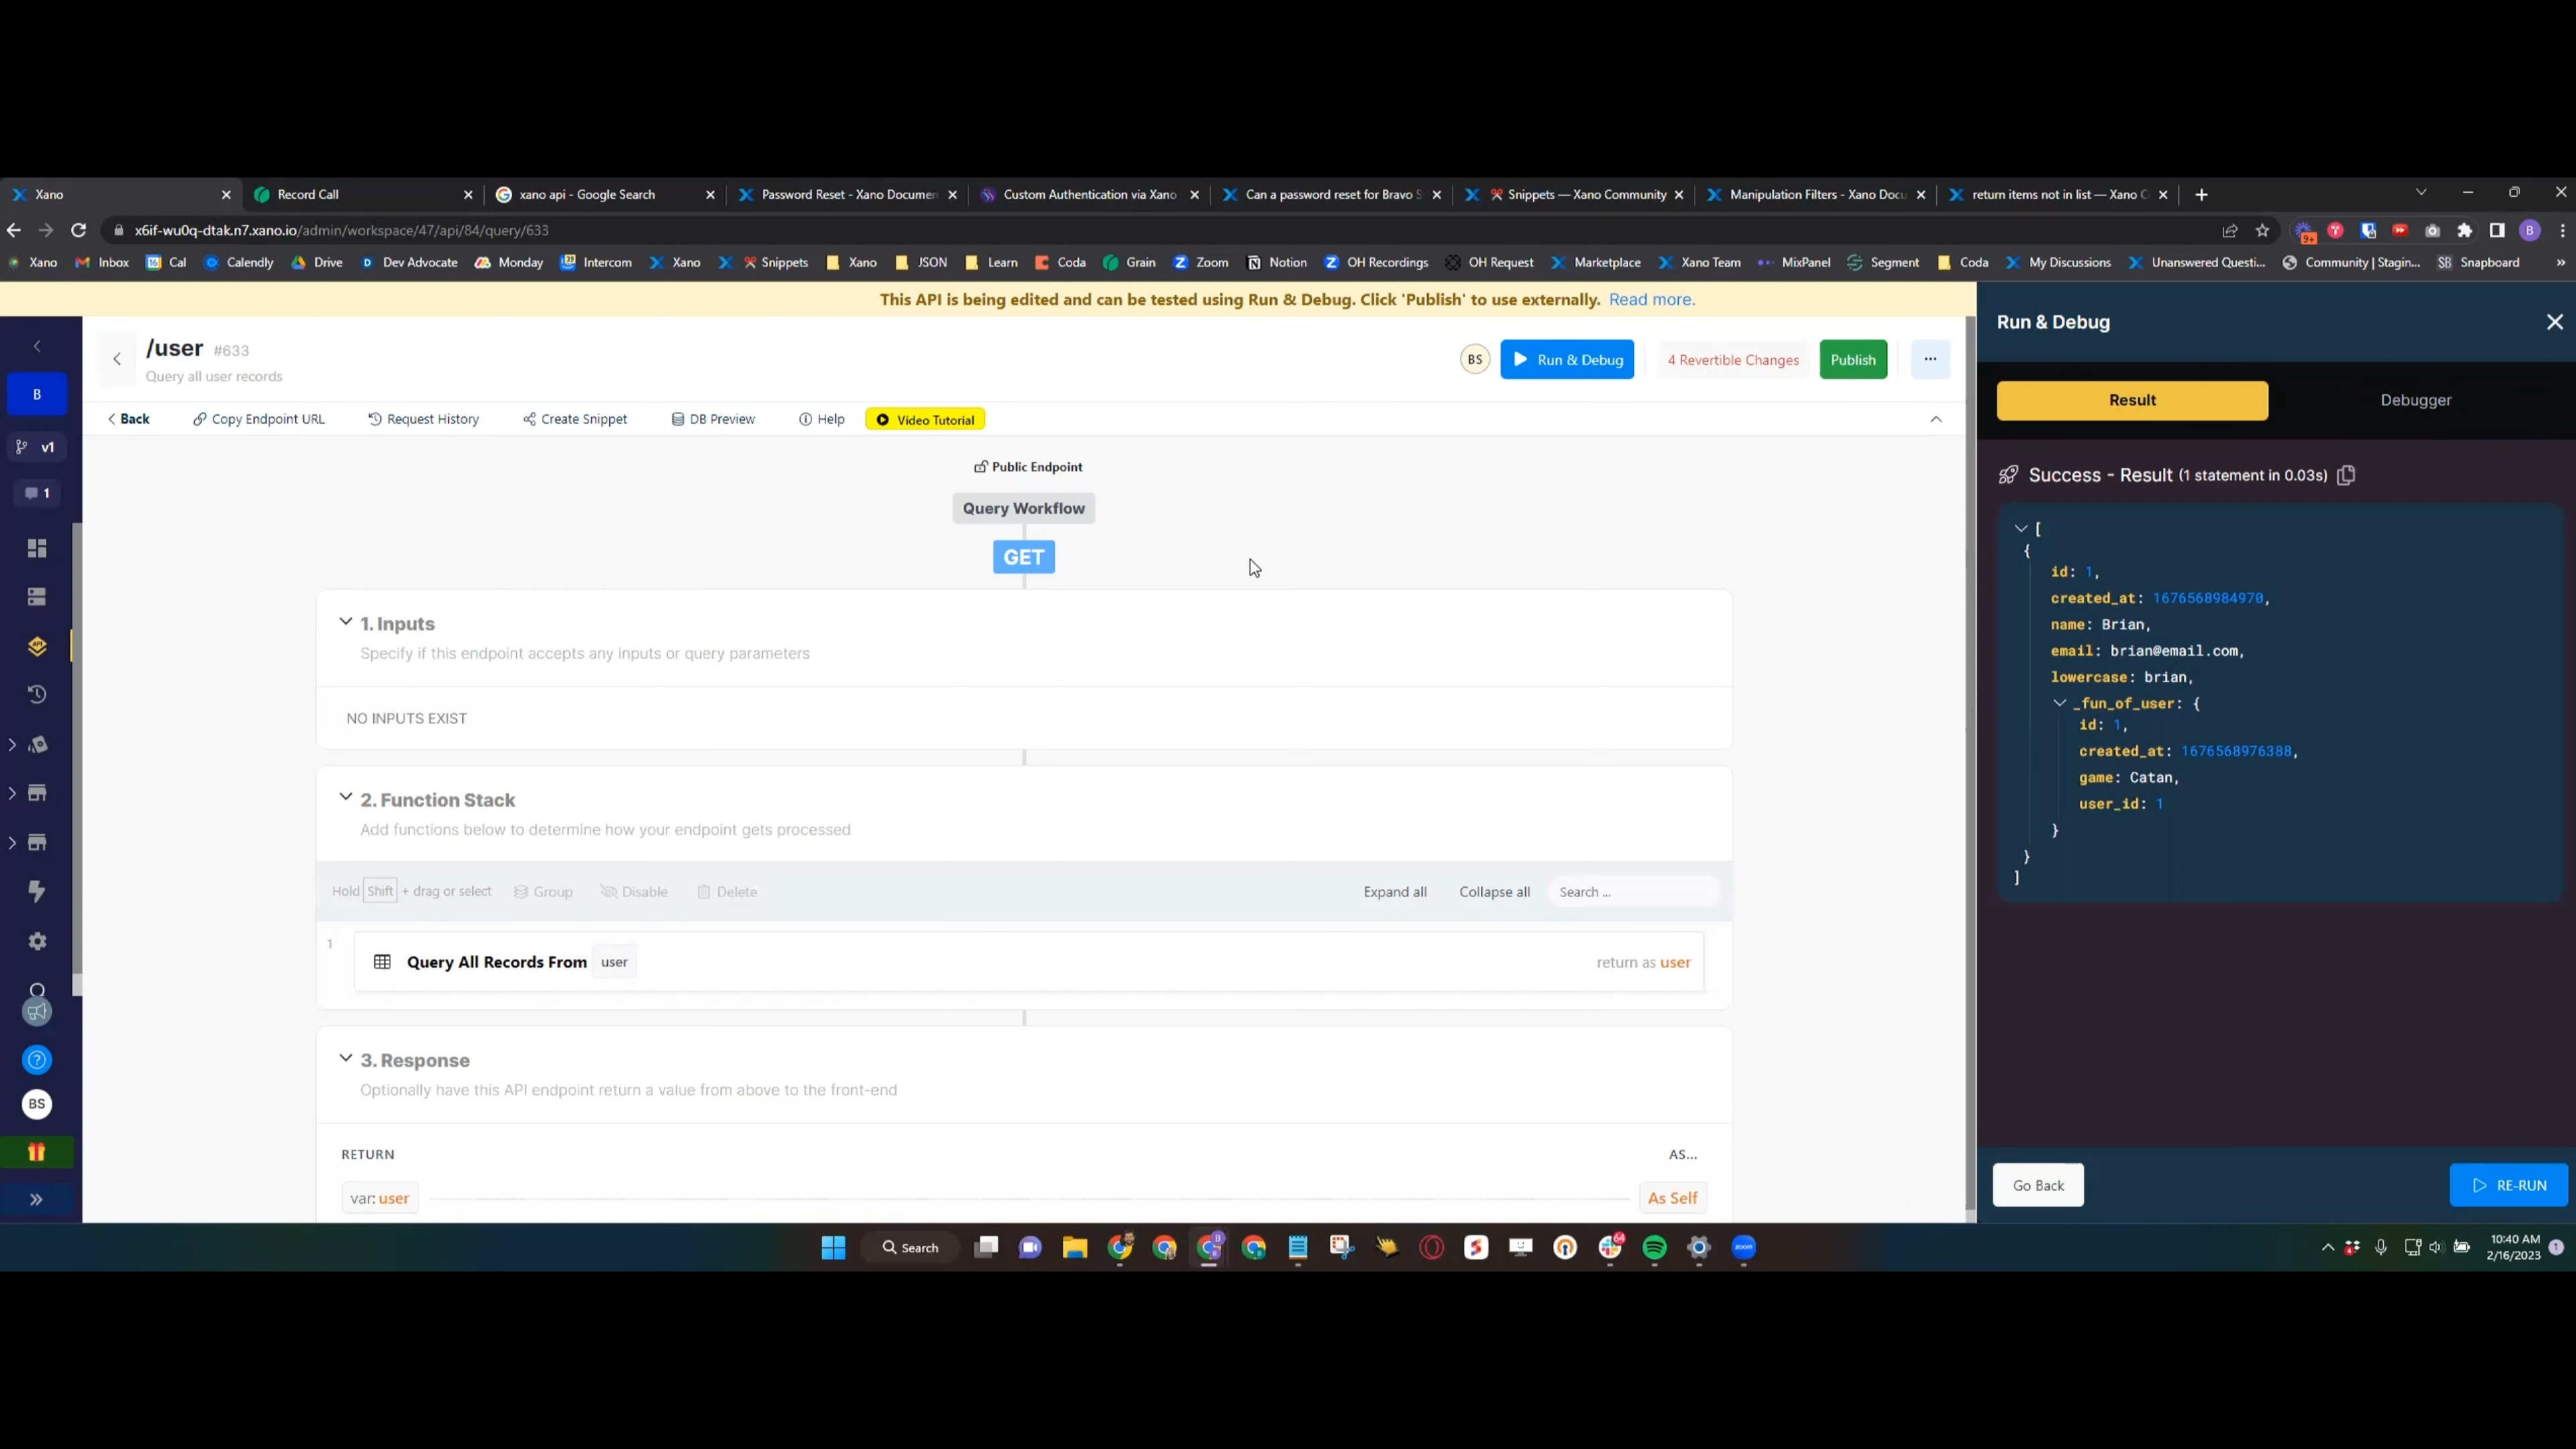 Xano
Record Call
xano api - Google Search
Password Reset - Xano Documen
Custom Authentication via Xano
Can a password reset for Bravo S
Snippets — Xano Community
Manipulation Filters - Xano Docu
return items not in list — Xano C
x6if-wu0q-dtak.n7.xano.io/admin/workspace/47/api/84/query/633
9+
B
Xano Inbox Cal Calendly Drive Dev Advocate Monday Intercom Xano Snippets Xano JSON Learn Coda Grain Zoom Notion OH Recordings OH Request Marketplace Xano Team MixPanel Segment Coda My Discussions Unanswered Questi... Community | Stagin... SB Snapboard »
This API is being edited and can be tested using Run & Debug. Click 'Publish' to use externally. Read more.
B
v1
1
API
BS
/user #633
Query all user records
BS
Run & Debug
4 Revertible Changes
Publish
...
Back Copy Endpoint URL Request History Create Snippet DB Preview Help Video Tutorial
Public Endpoint
Query Workflow
GET
1. Inputs
Specify if this endpoint accepts any inputs or query parameters
NO INPUTS EXIST
2. Function Stack
Add functions below to determine how your endpoint gets processed
Hold Shift + drag or select Group Disable Delete Expand all Collapse all Search ...
1 Query All Records From user return as user
3. Response
Optionally have this API endpoint return a value from above to the front-end
RETURN AS...
var: user As Self
Run & Debug
Result Debugger
Success - Result (1 statement in 0.03s)
[
{
id: 1,
created_at: 1676568984970,
name: Brian,
email: brian@email.com,
lowercase: brian,
_fun_of_user: {
id: 1,
created_at: 1676568976388,
game: Catan,
user_id: 1
}
}
]
Go Back RE-RUN
Search
64
zoom
10:40 AM
2/16/2023
1